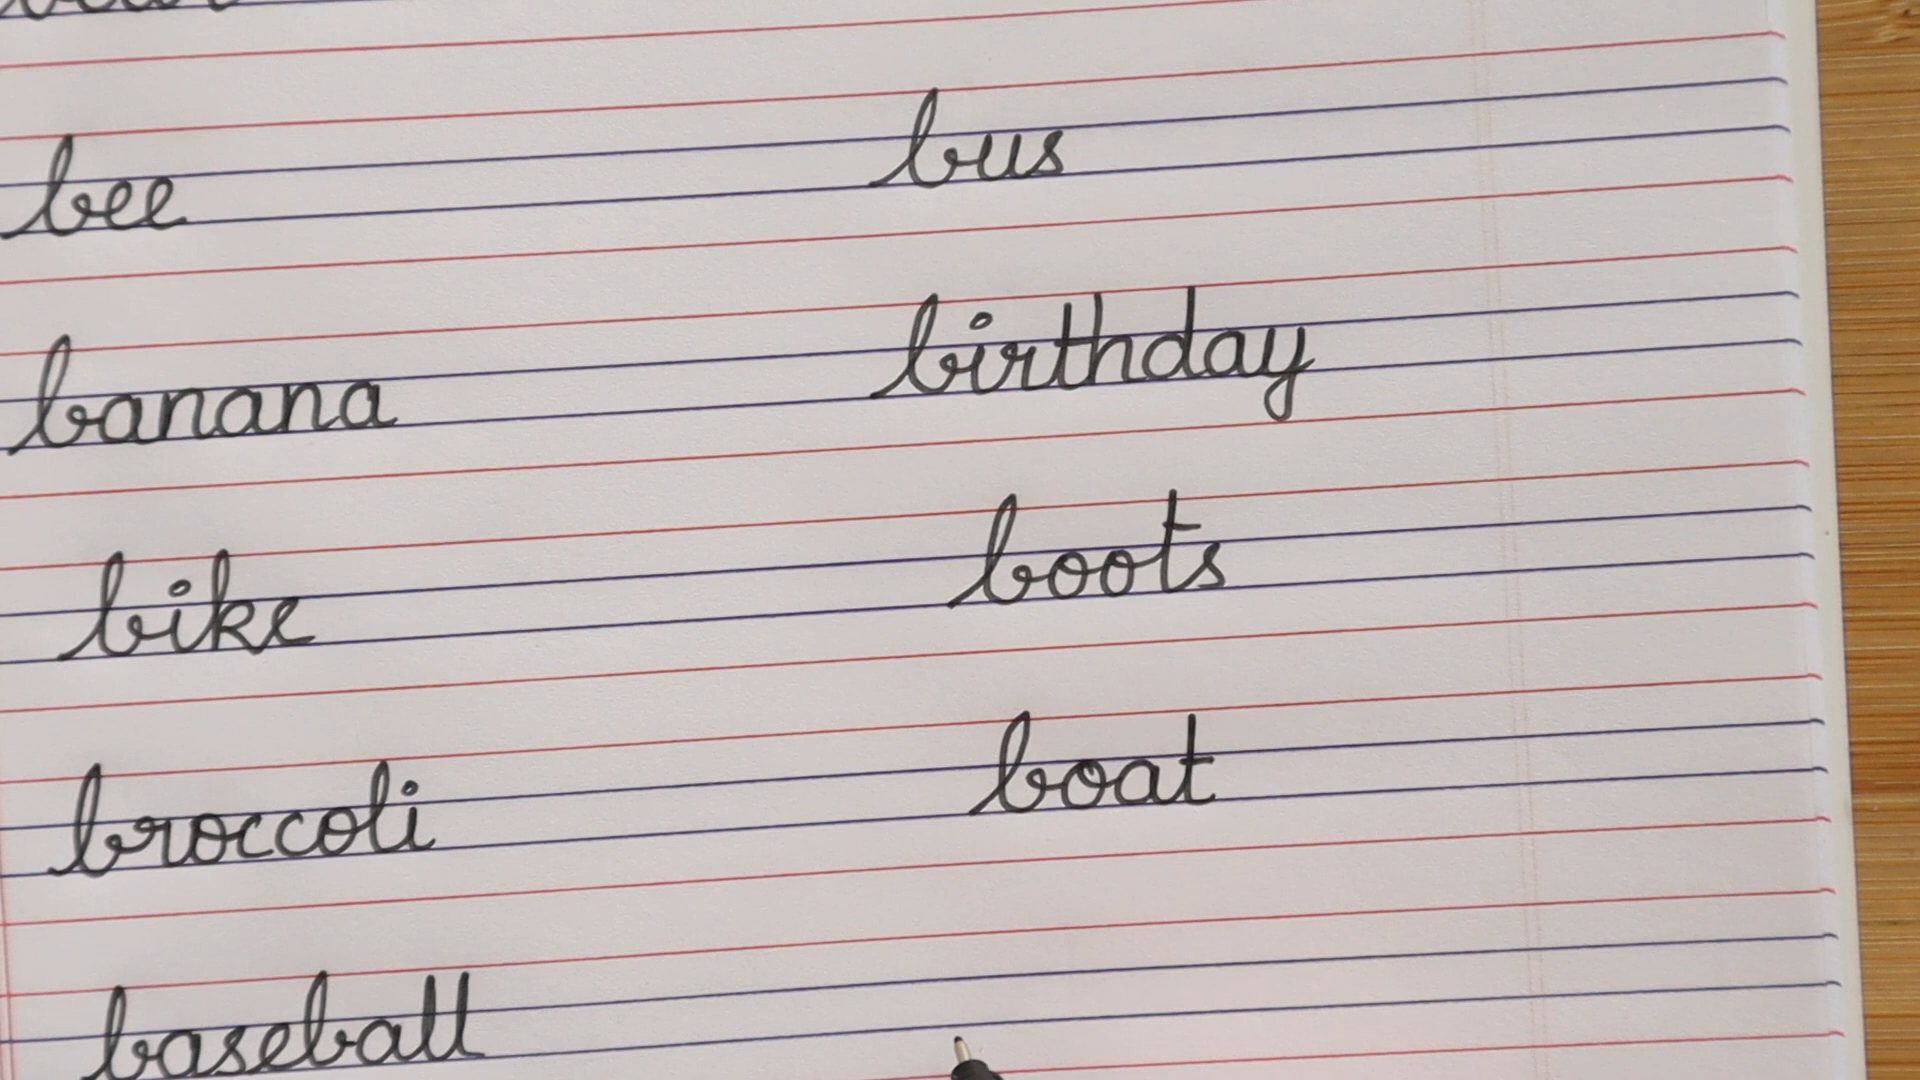 bee bus
banana birthday
bike boots
broccoli boat
baseball